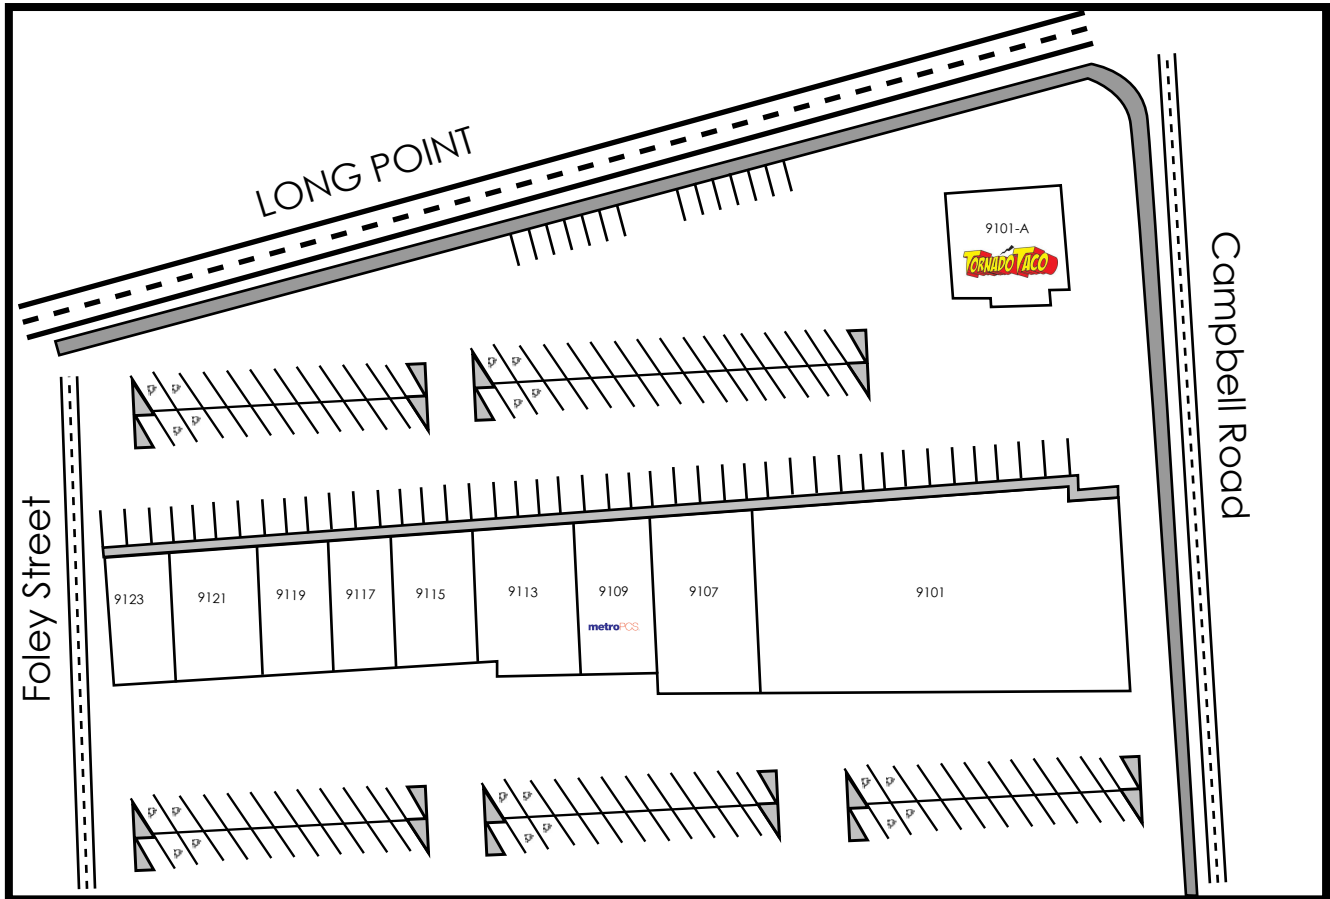 LONG POINT
9101-A
TORNADO TACO
Campbell Road
Foley Street
9123
9121
9119
9117
9115
9113
9109
metroPCS.
9107
9101